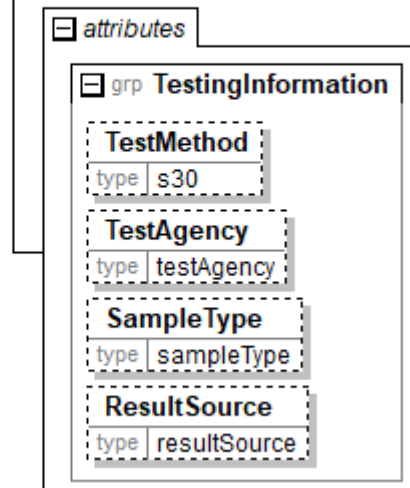 attributes
grp TestingInformation
TestMethod
type s30
TestAgency
type testAgency
SampleType
type sampleType
ResultSource
type resultSource